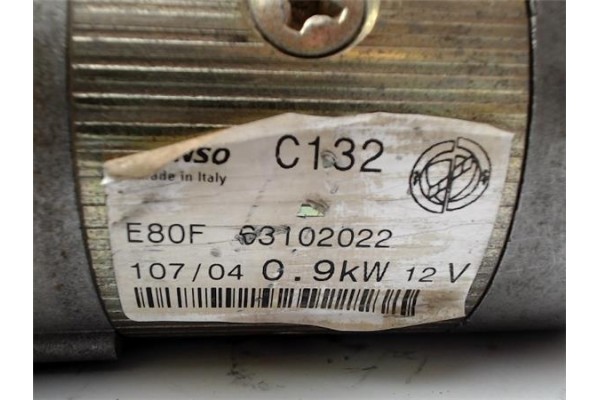 NSO C132
ade in Italy
E80F 63102022
107/04 0.9kW 12 V